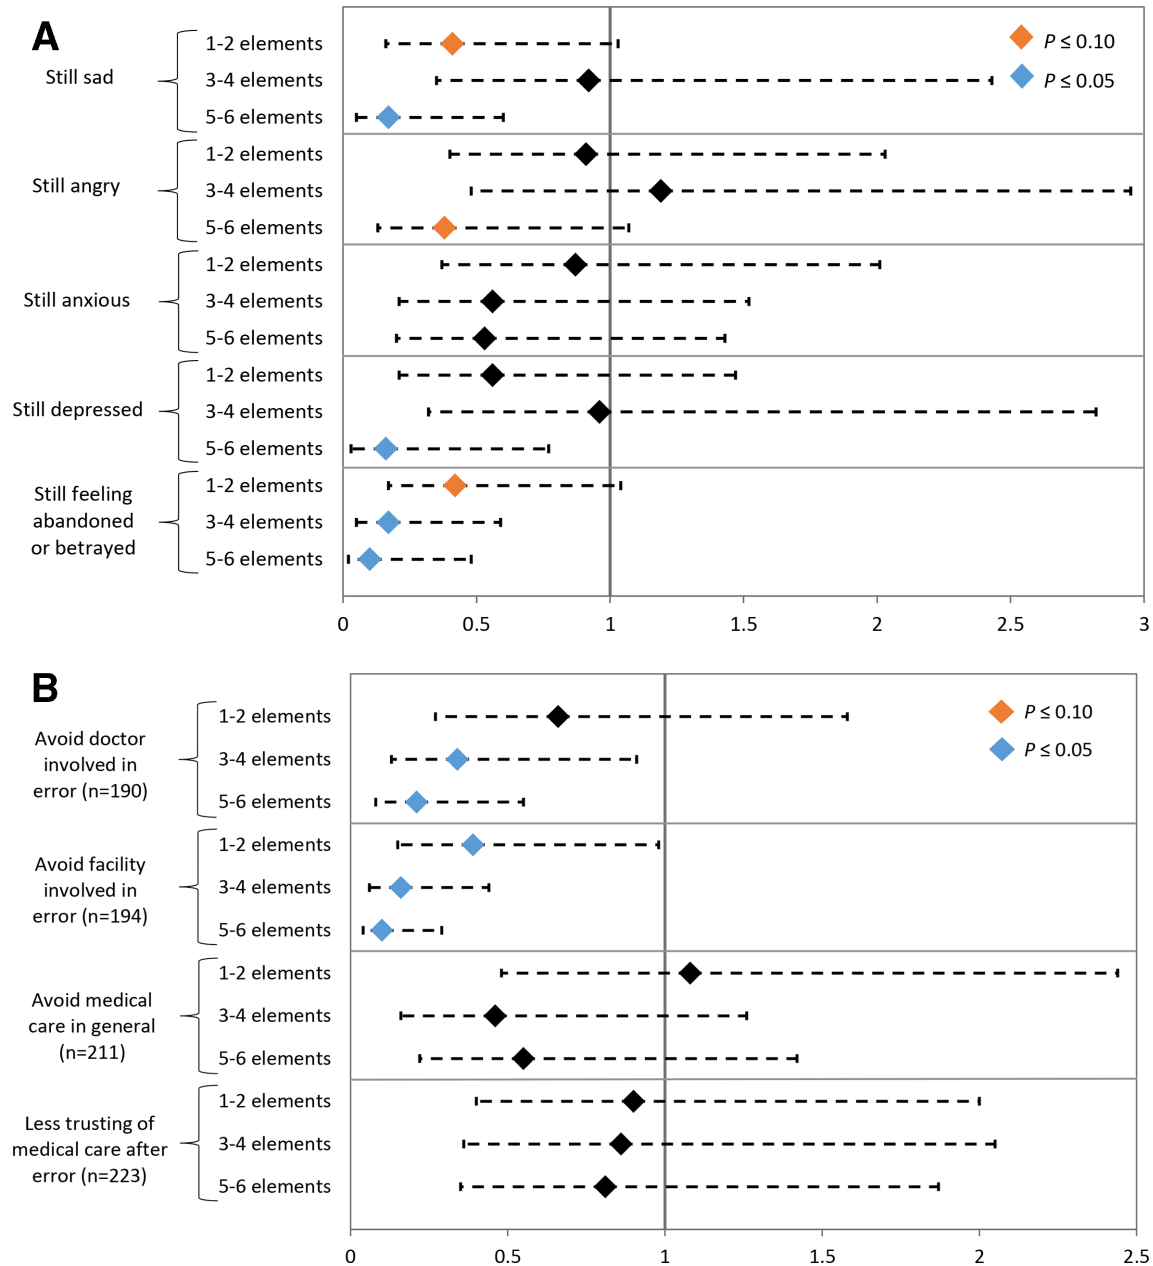 A
1-2 elements
P ≤ 0.10
Still sad
3-4 elements
P ≤ 0.05
5-6 elements
1-2 elements
Still angry
3-4 elements
5-6 elements
1-2 elements
Still anxious
3-4 elements
5-6 elements
1-2 elements
Still depressed
3-4 elements
5-6 elements
Still feeling
abandoned
or betrayed
1-2 elements
3-4 elements
5-6 elements
0 0.5 1 1.5 2 2.5 3
B
Avoid doctor
involved in
error (n=190)
1-2 elements
3-4 elements
5-6 elements
P ≤ 0.10
P ≤ 0.05
Avoid facility
involved in
error (n=194)
1-2 elements
3-4 elements
5-6 elements
Avoid medical
care in general
(n=211)
1-2 elements
3-4 elements
5-6 elements
Less trusting of
medical care after
error (n=223)
1-2 elements
3-4 elements
5-6 elements
0 0.5 1 1.5 2 2.5